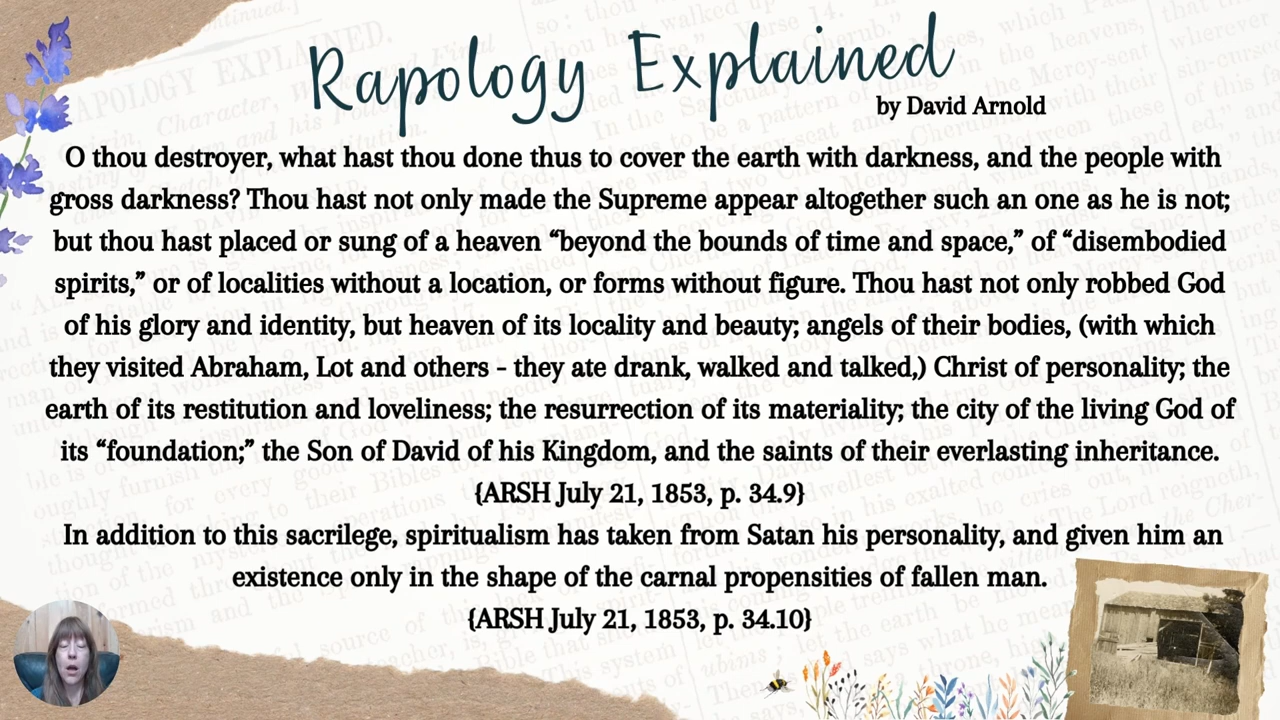 Rapology Explained
by David Arnold
O thou destroyer, what hast thou done thus to cover the earth with darkness, and the people with
gross darkness? Thou hast not only made the Supreme appear altogether such an one as he is not;
but thou hast placed or sung of a heaven “beyond the bounds of time and space,” of “disembodied
spirits,” or of localities without a location, or forms without figure. Thou hast not only robbed God
of his glory and identity, but heaven of its locality and beauty; angels of their bodies, (with which
they visited Abraham, Lot and others - they ate drank, walked and talked,) Christ of personality; the
earth of its restitution and loveliness; the resurrection of its materiality; the city of the living God of
its “foundation;” the Son of David of his Kingdom, and the saints of their everlasting inheritance.
{ARSH July 21, 1853, p. 34.9}
In addition to this sacrilege, spiritualism has taken from Satan his personality, and given him an
existence only in the shape of the carnal propensities of fallen man.
{ARSH July 21, 1853, p. 34.10}